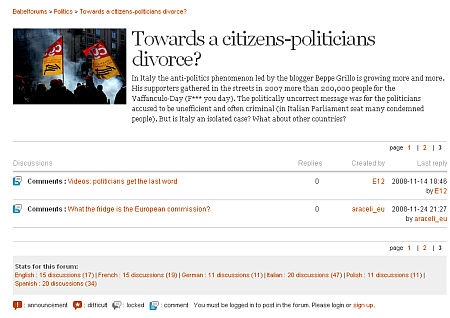 Babelforums > Politics > Towards a citizens-politicians divorce?
Towards a citizens-politicians
divorce?
In Italy the anti-politics phenomenon led by the blogger Beppe Grillo is growing more and more.
His supporters gathered in the streets in 2007 more than 200,000 people for the
Vaffanculo-Day (F*** you day). The politically uncorrect message was for the politicians
accused to be unefficient and often criminal (in Italian Parliament seat many condemned
people). But is Italy an isolated case? What about other countries?
page 1 | 2 | 3
Discussions Replies Created by Last reply
Comments : Videos: politicians get the last word 0 E12 2008-11-14 18:46
by E12
Comments : What the fridge is the European commission? 0 araceli_eu 2008-11-24 21:27
by araceli_eu
page 1 | 2 | 3
Stats for this forum:
English : 15 discussions (17) | French : 15 discussions (19) | German : 11 discussions (11) | Italian : 20 discussions (47) | Polish : 11 discussions (11) |
Spanish : 20 discussions (34)
: announcement : difficult : locked : comment You must be logged in to post in the forum. Please login or sign up.